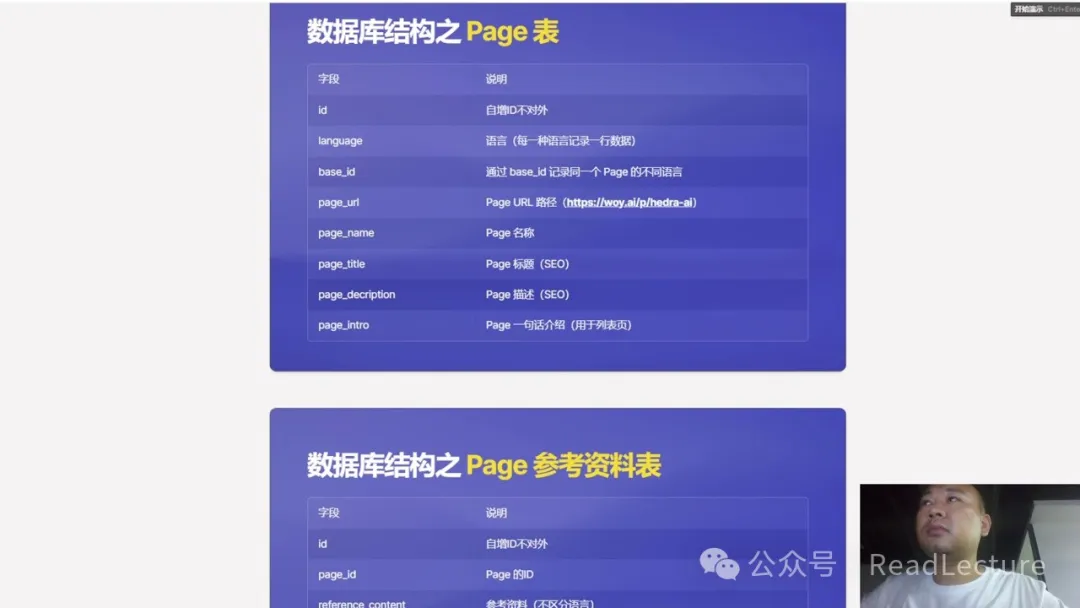 开始演示 Ctrl+Ente
数据库结构之 Page 表
字段 说明
id 自增ID不对外
language 语言（每一种语言记录一行数据）
base_id 通过 base_id 记录同一个 Page 的不同语言
page_url Page URL 路径（https://woy.ai/p/hedra-ai）
page_name Page 名称
page_title Page 标题（SEO）
page_decription Page 描述（SEO）
page_intro Page 一句话介绍（用于列表页）
数据库结构之 Page 参考资料表
字段 说明
id 自增ID不对外
page_id Page 的ID
reference_content 参考资料（不区分语言）
公众号 ReadLecture